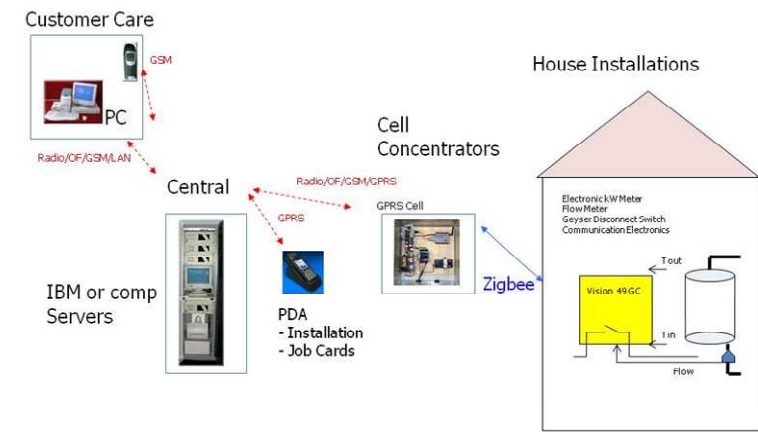 Customer Care
GSM
PC
Radio/OF/GSM/LAN
Central
IBM or comp
Servers
Radio/OF/GSM/GPRS
GPRS
PDA
- Installation
- Job Cards
Cell
Concentrators
GPRS Cell
Zigbee
House Installations
Electronic kW Meter
Flow Meter
Geyser Disconnect Switch
Communication Electronics
Tout
Vision 49GC
Tin
Flow